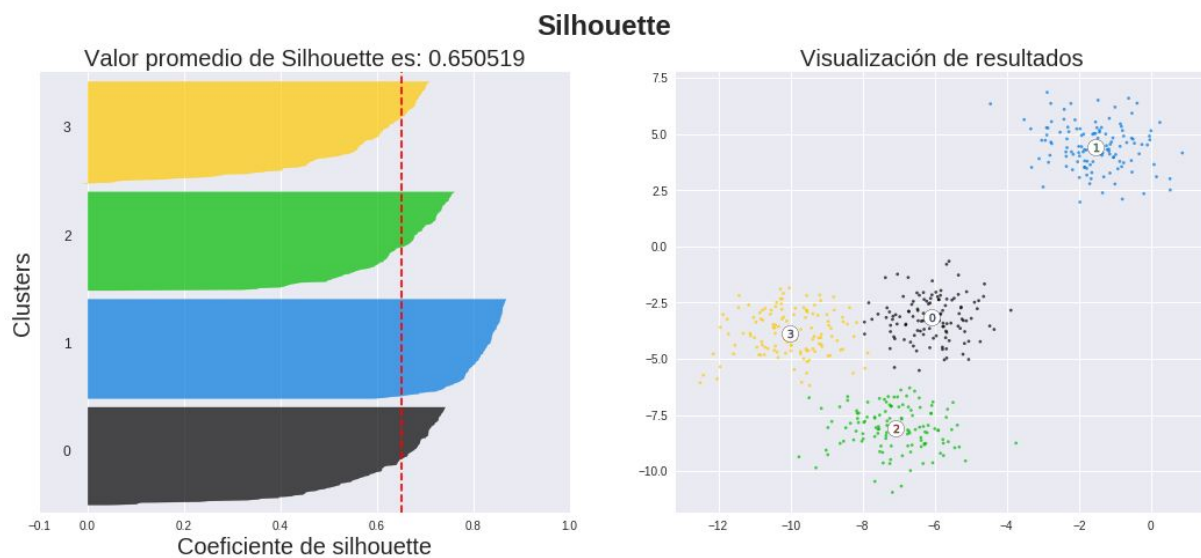 Silhouette
Valor promedio de Silhouette es: 0.650519
Clusters
3
2
1
0
−0.1 0.0 0.2 0.4 0.6 0.8 1.0
Coeficiente de silhouette
Visualización de resultados
7.5
5.0
2.5
0.0
−2.5
−5.0
−7.5
−10.0
1
0
3
2
−12 −10 −8 −6 −4 −2 0